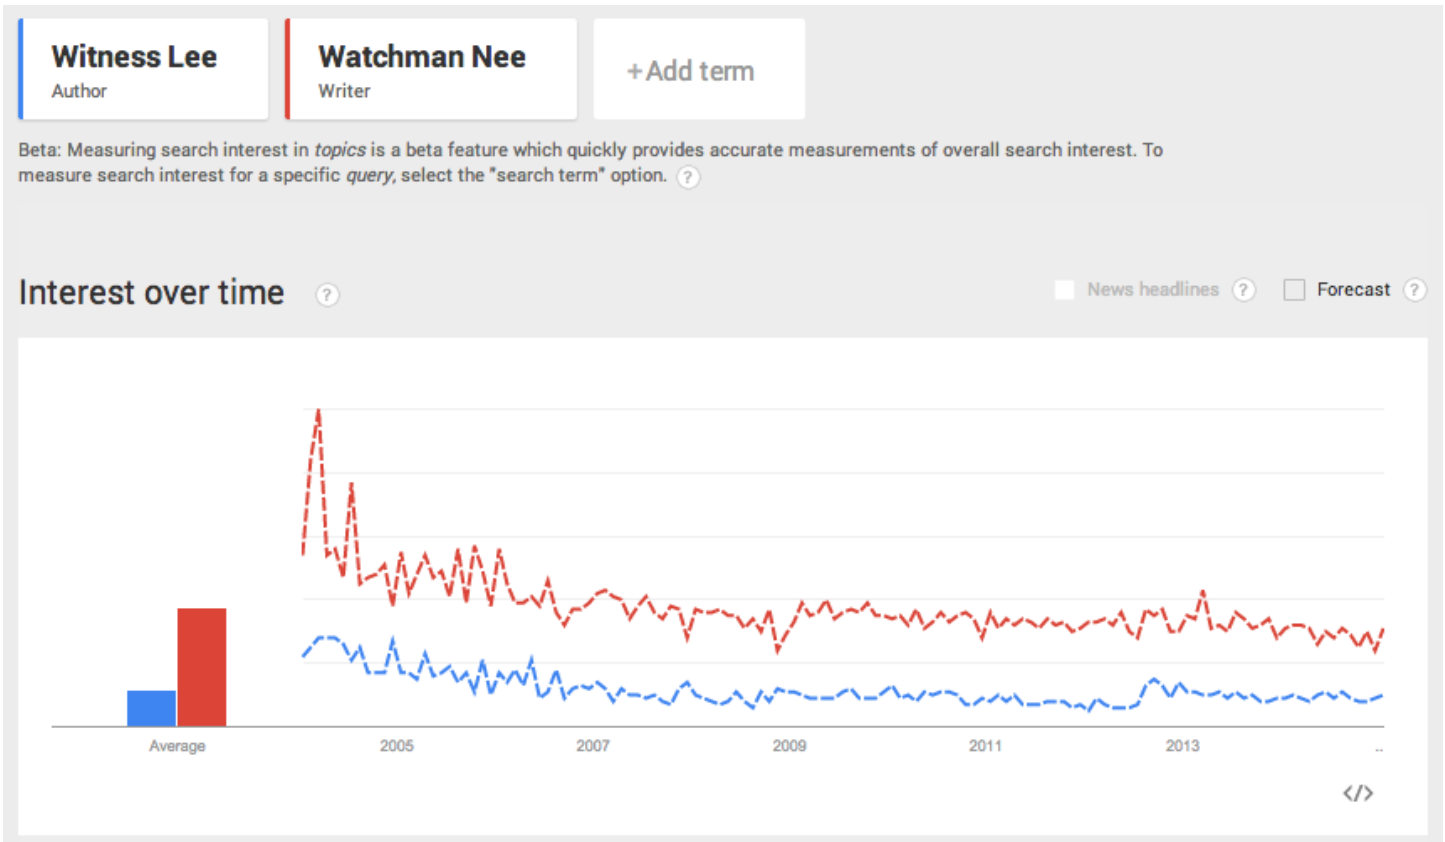 Witness Lee
Author
Watchman Nee
Writer
+Add term
Beta: Measuring search interest in topics is a beta feature which quickly provides accurate measurements of overall search interest. To
measure search interest for a specific query, select the "search term" option. ?
Interest over time ?
News headlines ? Forecast ?
Average 2005 2007 2009 2011 2013 ..
</>